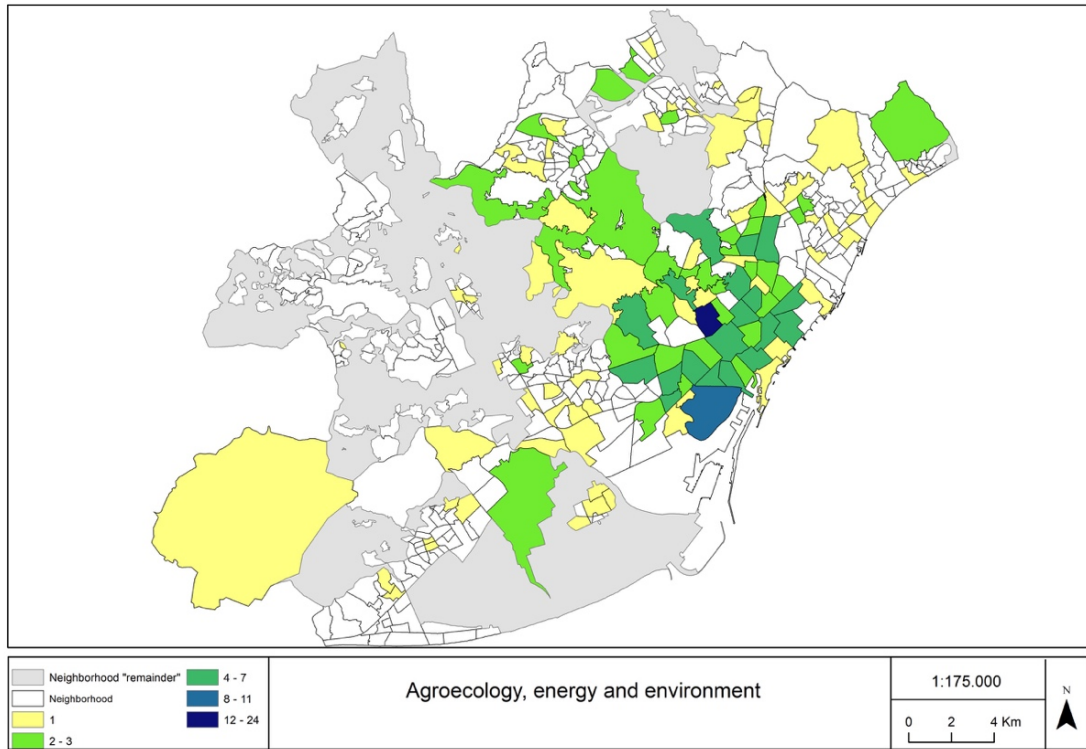 Neighborhood "remainder"
Neighborhood
1
2 - 3
4 - 7
8 - 11
12 - 24
Agroecology, energy and environment
1:175.000
0 2 4 Km
N